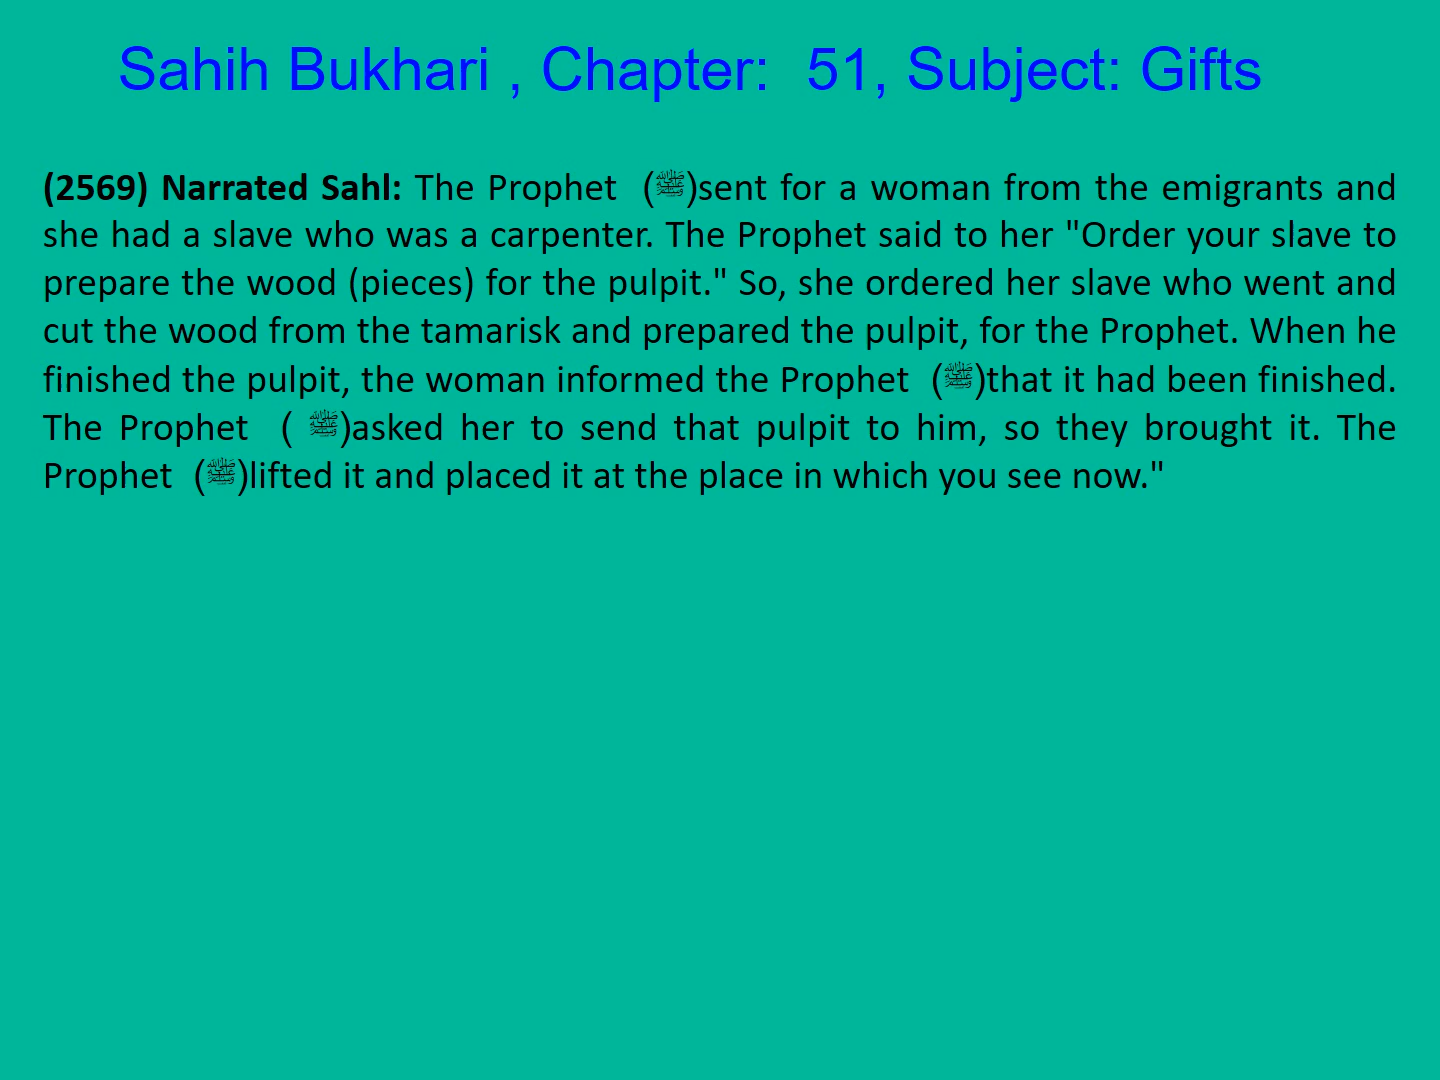 Sahih Bukhari , Chapter:  51, Subject: Gifts
(2569) Narrated Sahl: The Prophet  (ﷺ)sent for a woman from the emigrants and
she had a slave who was a carpenter. The Prophet said to her "Order your slave to
prepare the wood (pieces) for the pulpit." So, she ordered her slave who went and
cut the wood from the tamarisk and prepared the pulpit, for the Prophet. When he
finished the pulpit, the woman informed the Prophet  (ﷺ)that it had been finished.
The Prophet  ( ﷺ)asked her to send that pulpit to him, so they brought it. The
Prophet  (ﷺ)lifted it and placed it at the place in which you see now."